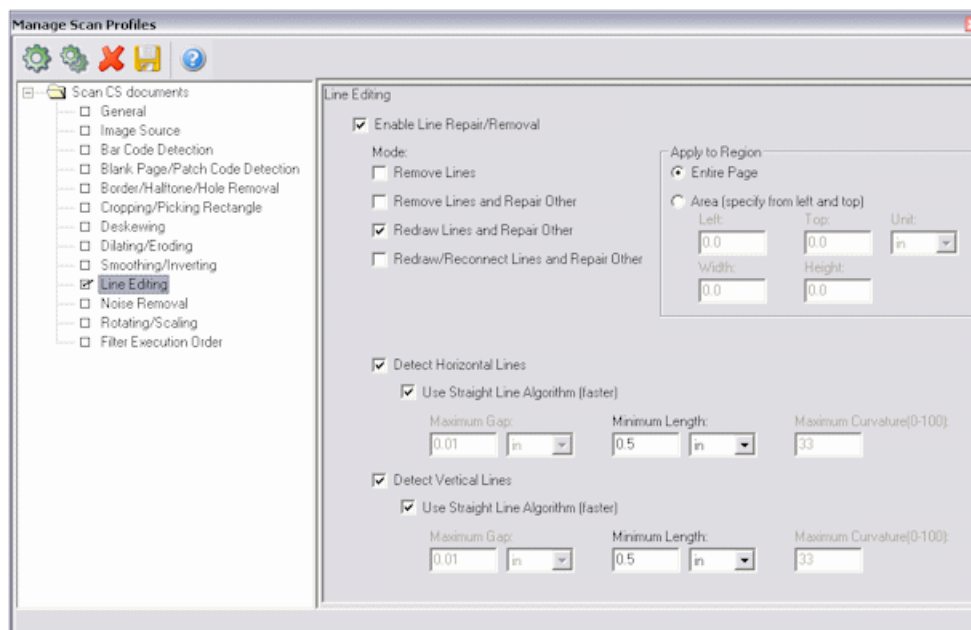 Manage Scan Profiles
Scan CS documents
General
Image Source
Bar Code Detection
Blank Page/Patch Code Detection
Border/Halftone/Hole Removal
Cropping/Picking Rectangle
Deskewing
Dilating/Eroding
Smoothing/Inverting
Line Editing
Noise Removal
Rotating/Scaling
Filter Execution Order
Line Editing
Enable Line Repair/Removal
Mode:
Remove Lines
Remove Lines and Repair Other
Redraw Lines and Repair Other
Redraw/Reconnect Lines and Repair Other
Apply to Region
Entire Page
Area (specify from left and top)
Left: Top: Unit:
0.0 0.0 in
Width: Height:
0.0 0.0
Detect Horizontal Lines
Use Straight Line Algorithm (faster)
Maximum Gap: Minimum Length: Maximum Curvature(0-100):
0.01 in 0.5 in 33
Detect Vertical Lines
Use Straight Line Algorithm (faster)
Maximum Gap: Minimum Length: Maximum Curvature(0-100):
0.01 in 0.5 in 33